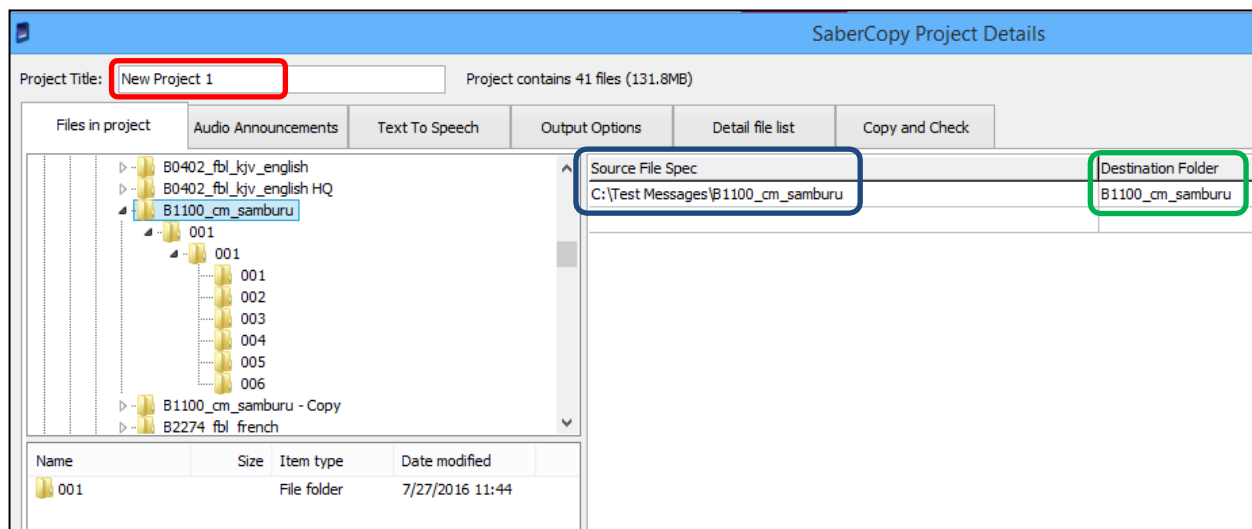 SaberCopy Project Details
Project Title: New Project 1 Project contains 41 files (131.8MB)
Files in project Audio Announcements Text To Speech Output Options Detail file list Copy and Check
B0402_fbl_kjv_english
B0402_fbl_kjv_english HQ
B1100_cm_samburu
001
001
001
002
003
004
005
006
B1100_cm_samburu - Copy
B2274 fbl french
Source File Spec Destination Folder
C:\Test Messages\B1100_cm_samburu B1100_cm_samburu
Name Size Item type Date modified
001 File folder 7/27/2016 11:44